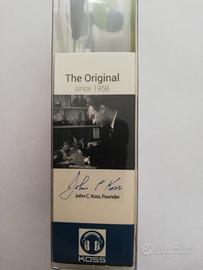 The Original
since 1958
John C Koss
John C. Koss, Founder
KOSS